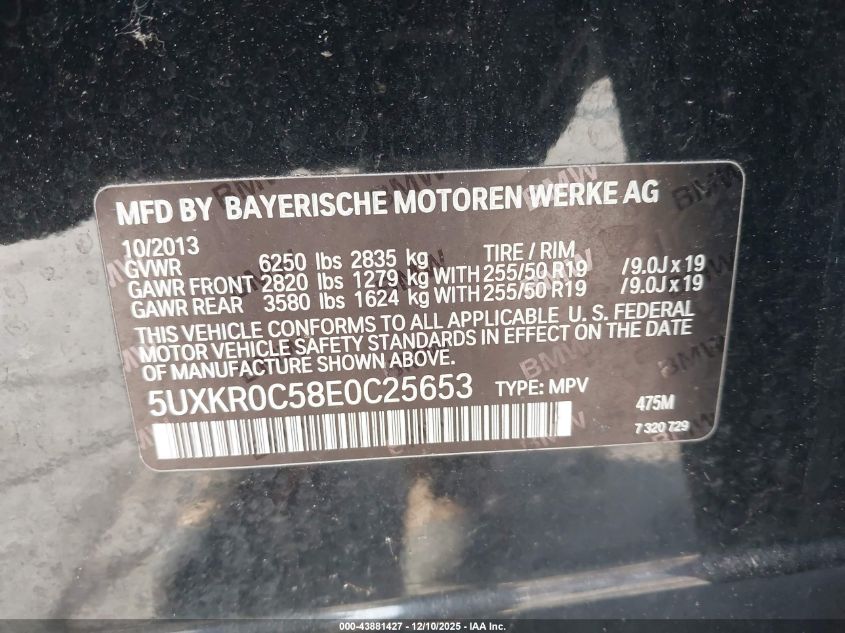 MFD BY BAYERISCHE MOTOREN WERKE AG
10/2013 TIRE / RIM
GVWR 6250 lbs 2835 kg
GAWR FRONT 2820 lbs 1279 kg WITH 255/50 R19 /9.0J x 19
GAWR REAR 3580 lbs 1624 kg WITH 255/50 R19 /9.0J x 19
THIS VEHICLE CONFORMS TO ALL APPLICABLE U. S. FEDERAL
MOTOR VEHICLE SAFETY STANDARDS IN EFFECT ON THE DATE
OF MANUFACTURE SHOWN ABOVE.
5UXKR0C58E0C25653 TYPE: MPV 475M
7 320 729
000-43881427 - 12/10/2025 - IAA Inc.